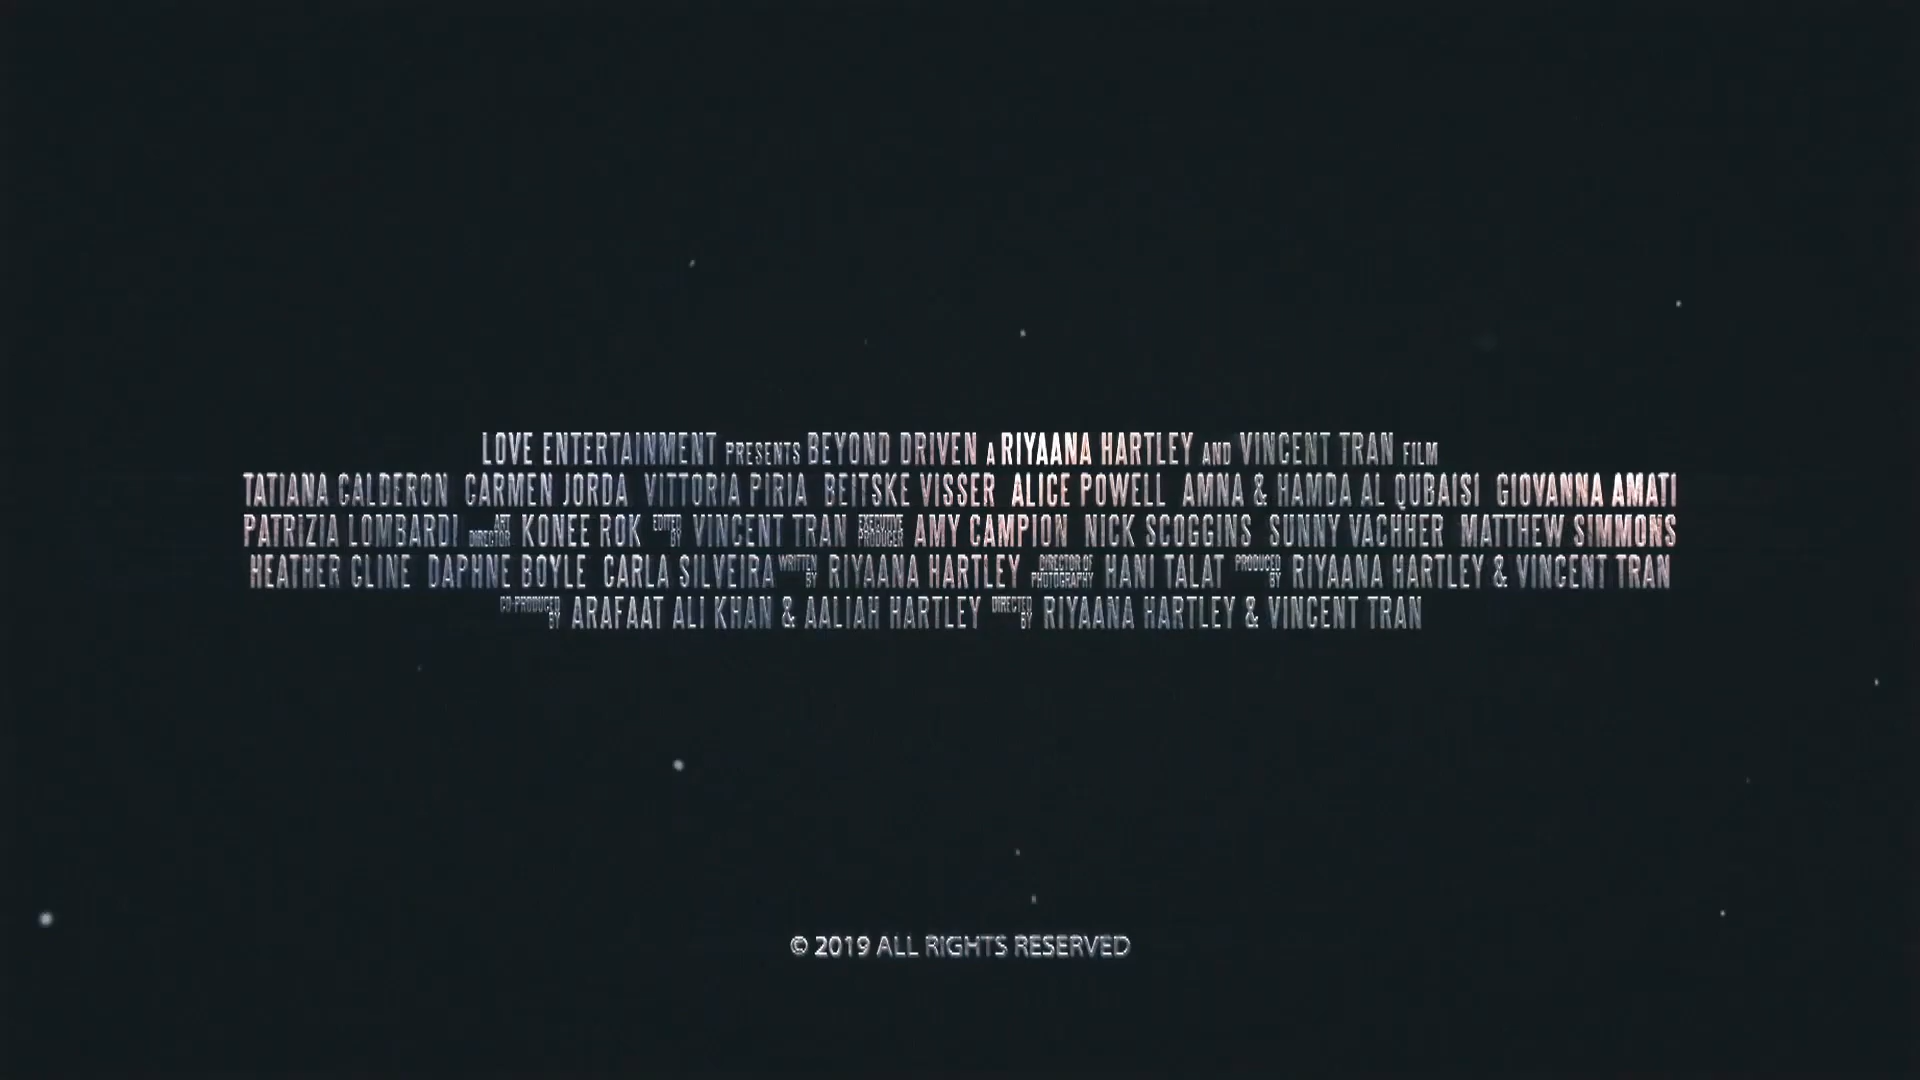 LOVE ENTERTAINMENT PRESENTS BEYOND DRIVEN A RIYAANA HARTLEY AND VINCENT TRAN FILM
TATIANA CALDERON CARMEN JORDA VITTORIA PIRIA BEITSKE VISSER ALICE POWELL AMNA & HAMDA AL QUBAISI GIOVANNA AMATI
PATRIZIA LOMBARDI ART DIRECTOR KONEE ROK EDITED BY VINCENT TRAN EXECUTIVE PRODUCER AMY CAMPION NICK SCOGGINS SUNNY VACHHER MATTHEW SIMMONS
HEATHER CLINE DAPHNE BOYLE CARLA SILVEIRA WRITTEN BY RIYAANA HARTLEY DIRECTOR OF PHOTOGRAPHY HANI TALAT PRODUCED BY RIYAANA HARTLEY & VINCENT TRAN
CO-PRODUCED BY ARAFAAT ALI KHAN & AALIAH HARTLEY DIRECTED BY RIYAANA HARTLEY & VINCENT TRAN
© 2019 ALL RIGHTS RESERVED